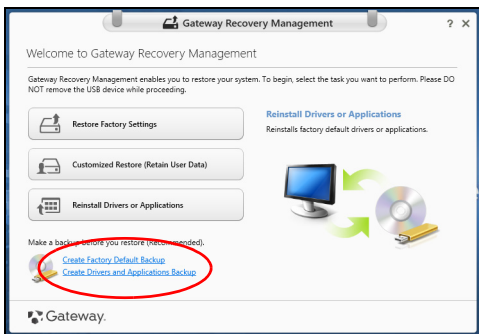 Gateway Recovery Management
? X
Welcome to Gateway Recovery Management
Gateway Recovery Management enables you to restore your system. To begin, select the task you want to perform. Please DO
NOT remove the USB device while proceeding.
Restore Factory Settings
Customized Restore (Retain User Data)
Reinstall Drivers or Applications
Reinstall Drivers or Applications
Reinstalls factory default drivers or applications.
Make a backup before you restore (Recommended).
Create Factory Default Backup
Create Drivers and Applications Backup
Gateway.